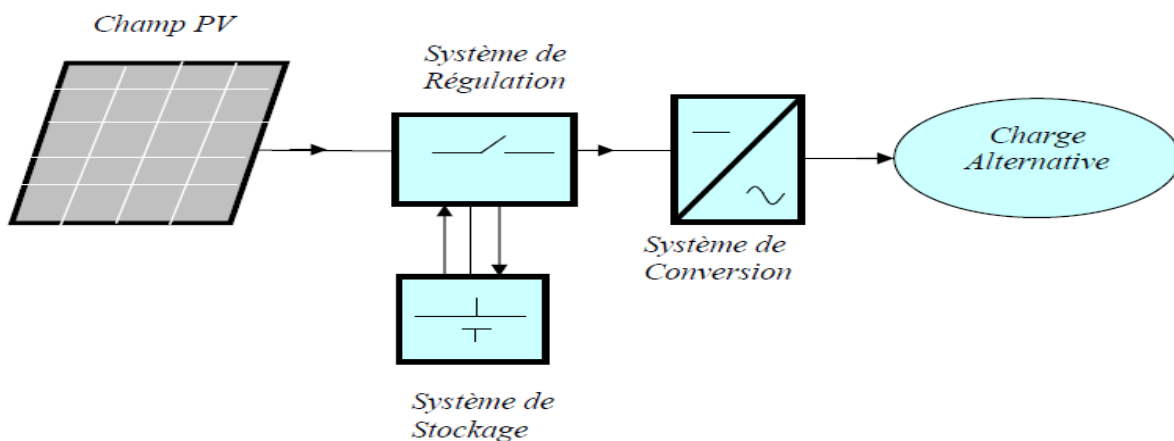 Champ PV
Système de
Régulation
Charge
Alternative
Système de
Conversion
Système de
Stockage